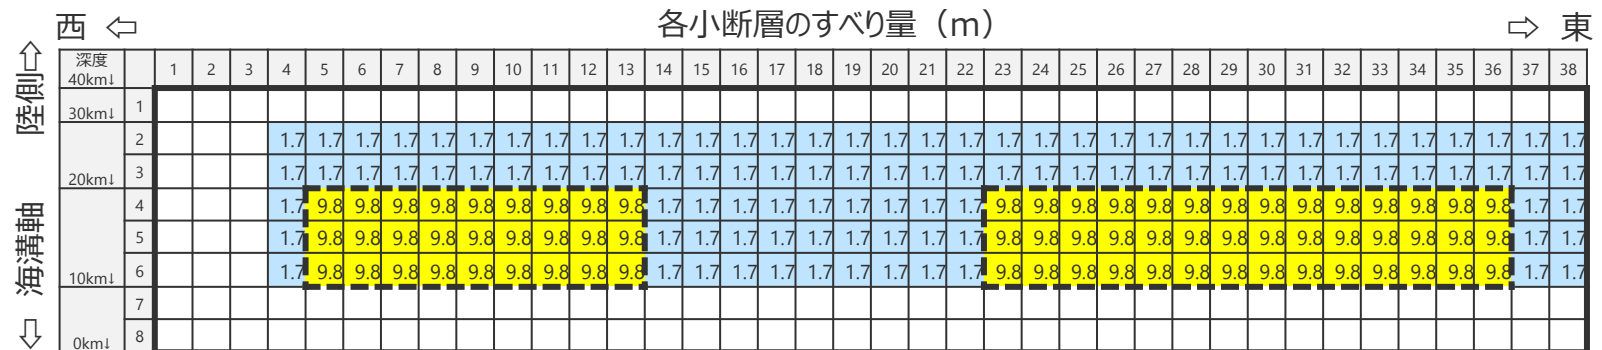 西 ⇦ 各小断層のすべり量（m） ⇨ 東
陸側⇨
海溝軸
⇦
深度
40km↓ 1 2 3 4 5 6 7 8 9 10 11 12 13 14 15 16 17 18 19 20 21 22 23 24 25 26 27 28 29 30 31 32 33 34 35 36 37 38
30km↓ 1
2 1.7 1.7 1.7 1.7 1.7 1.7 1.7 1.7 1.7 1.7 1.7 1.7 1.7 1.7 1.7 1.7 1.7 1.7 1.7 1.7 1.7 1.7 1.7 1.7 1.7 1.7 1.7 1.7 1.7 1.7 1.7 1.7 1.7 1.7 1.7
20km↓ 3 1.7 1.7 1.7 1.7 1.7 1.7 1.7 1.7 1.7 1.7 1.7 1.7 1.7 1.7 1.7 1.7 1.7 1.7 1.7 1.7 1.7 1.7 1.7 1.7 1.7 1.7 1.7 1.7 1.7 1.7 1.7 1.7 1.7 1.7 1.7
4 1.7 9.8 9.8 9.8 9.8 9.8 9.8 9.8 9.8 9.8 1.7 1.7 1.7 1.7 1.7 1.7 1.7 1.7 1.7 9.8 9.8 9.8 9.8 9.8 9.8 9.8 9.8 9.8 9.8 9.8 9.8 9.8 9.8 1.7 1.7
5 1.7 9.8 9.8 9.8 9.8 9.8 9.8 9.8 9.8 9.8 1.7 1.7 1.7 1.7 1.7 1.7 1.7 1.7 1.7 9.8 9.8 9.8 9.8 9.8 9.8 9.8 9.8 9.8 9.8 9.8 9.8 9.8 9.8 1.7 1.7
10km↓ 6 1.7 9.8 9.8 9.8 9.8 9.8 9.8 9.8 9.8 9.8 1.7 1.7 1.7 1.7 1.7 1.7 1.7 1.7 1.7 9.8 9.8 9.8 9.8 9.8 9.8 9.8 9.8 9.8 9.8 9.8 9.8 9.8 9.8 1.7 1.7
7
0km↓ 8